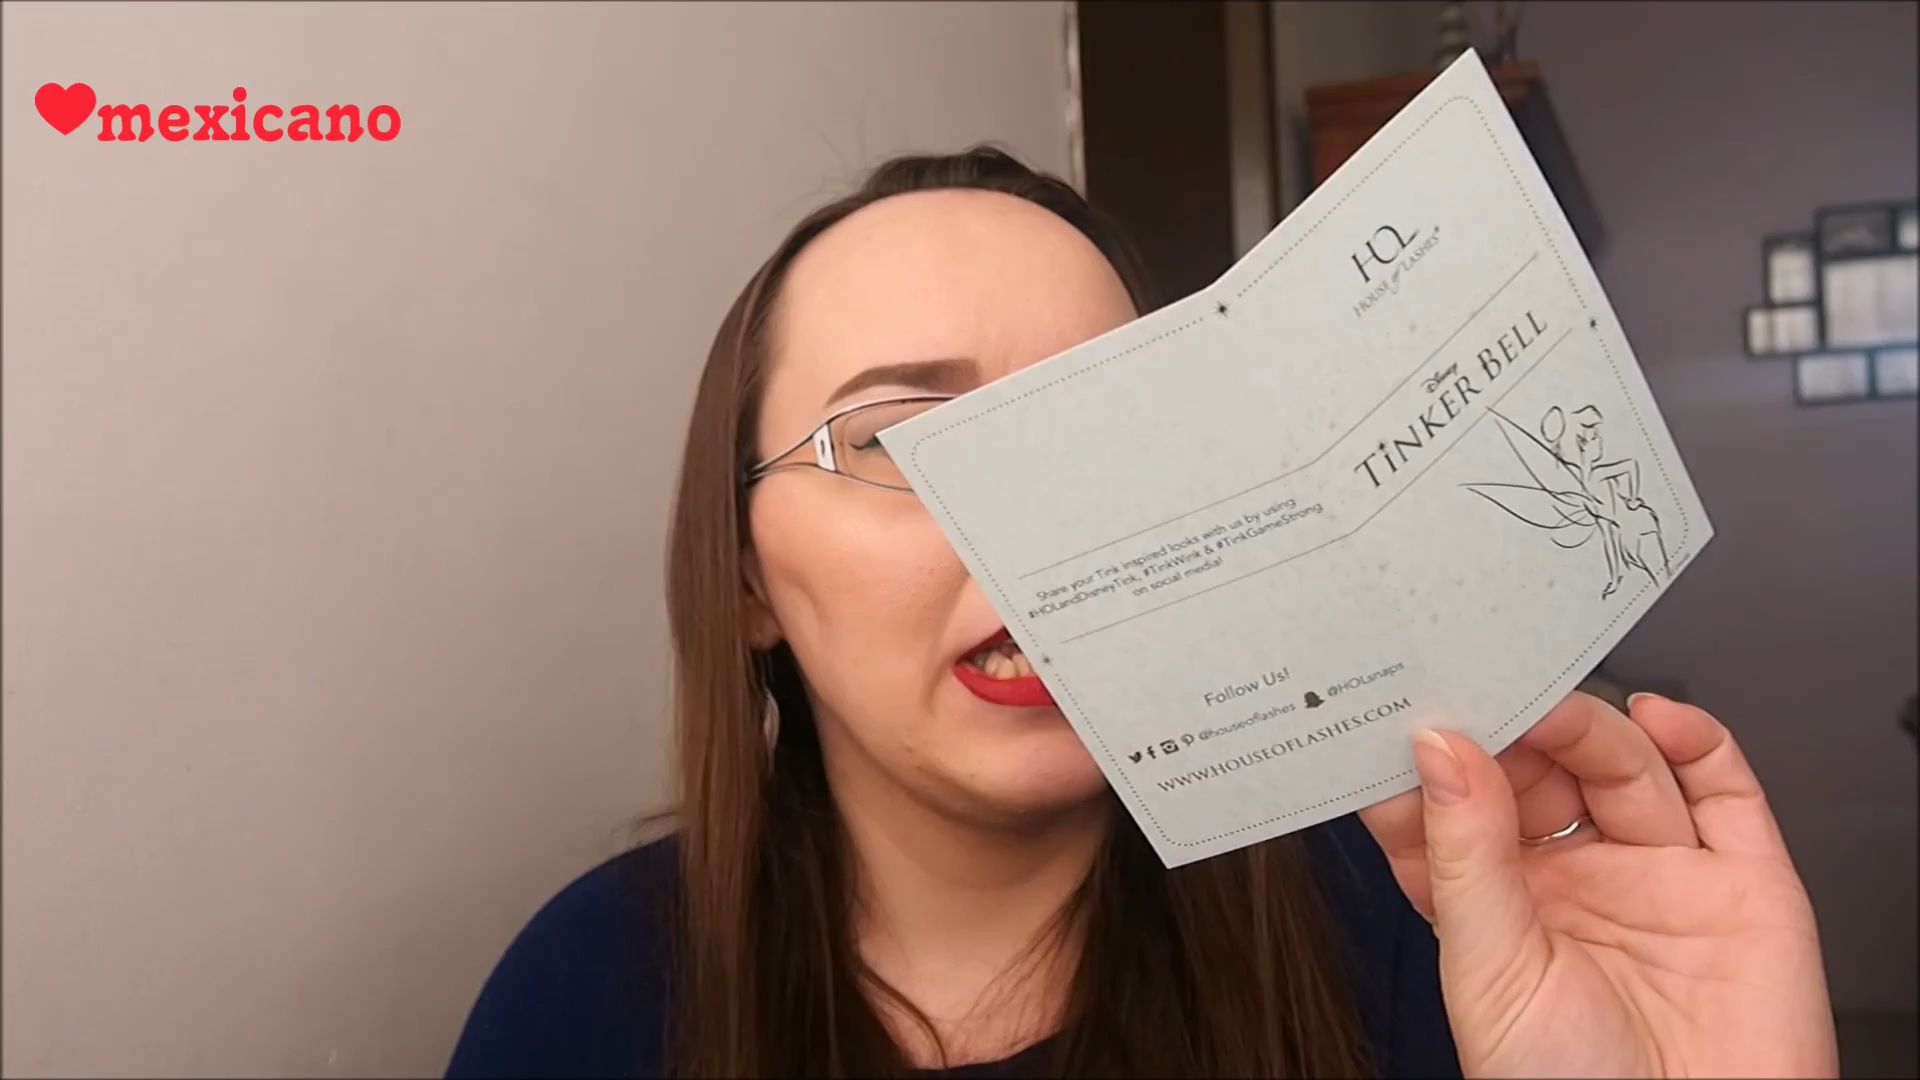 mexicano
HOL
HOUSE of LASHES®
Disney
TINKER BELL
Share your Tink inspired looks with us by using
#HOLandDisneyTink, #TinkWink & #TinkGameStrong
on social media!
Follow Us!
@houseoflashes @HOLsnaps
WWW.HOUSEOFLASHES.COM